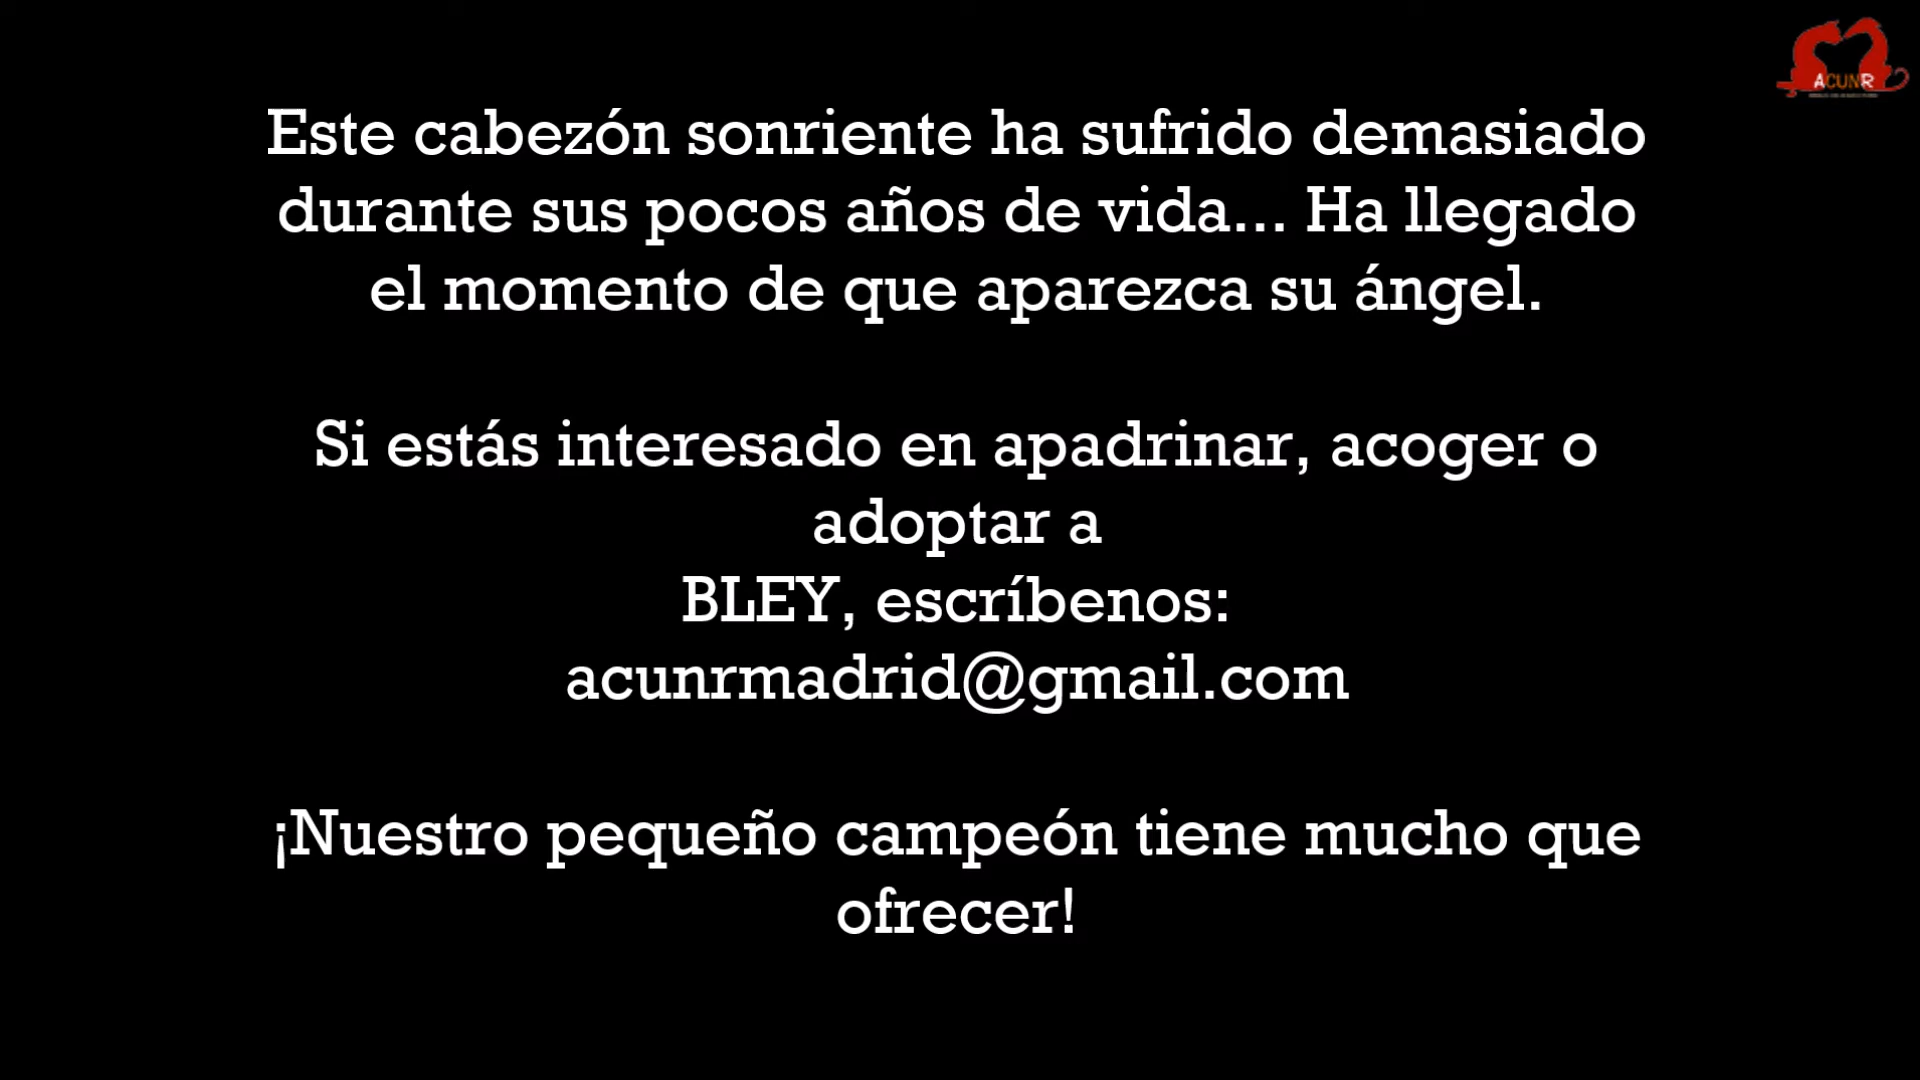 ACUNR
Este cabezón sonriente ha sufrido demasiado
durante sus pocos años de vida... Ha llegado
el momento de que aparezca su ángel.
Si estás interesado en apadrinar, acoger o
adoptar a
BLEY, escríbenos:
acunrmadrid@gmail.com
¡Nuestro pequeño campeón tiene mucho que
ofrecer!